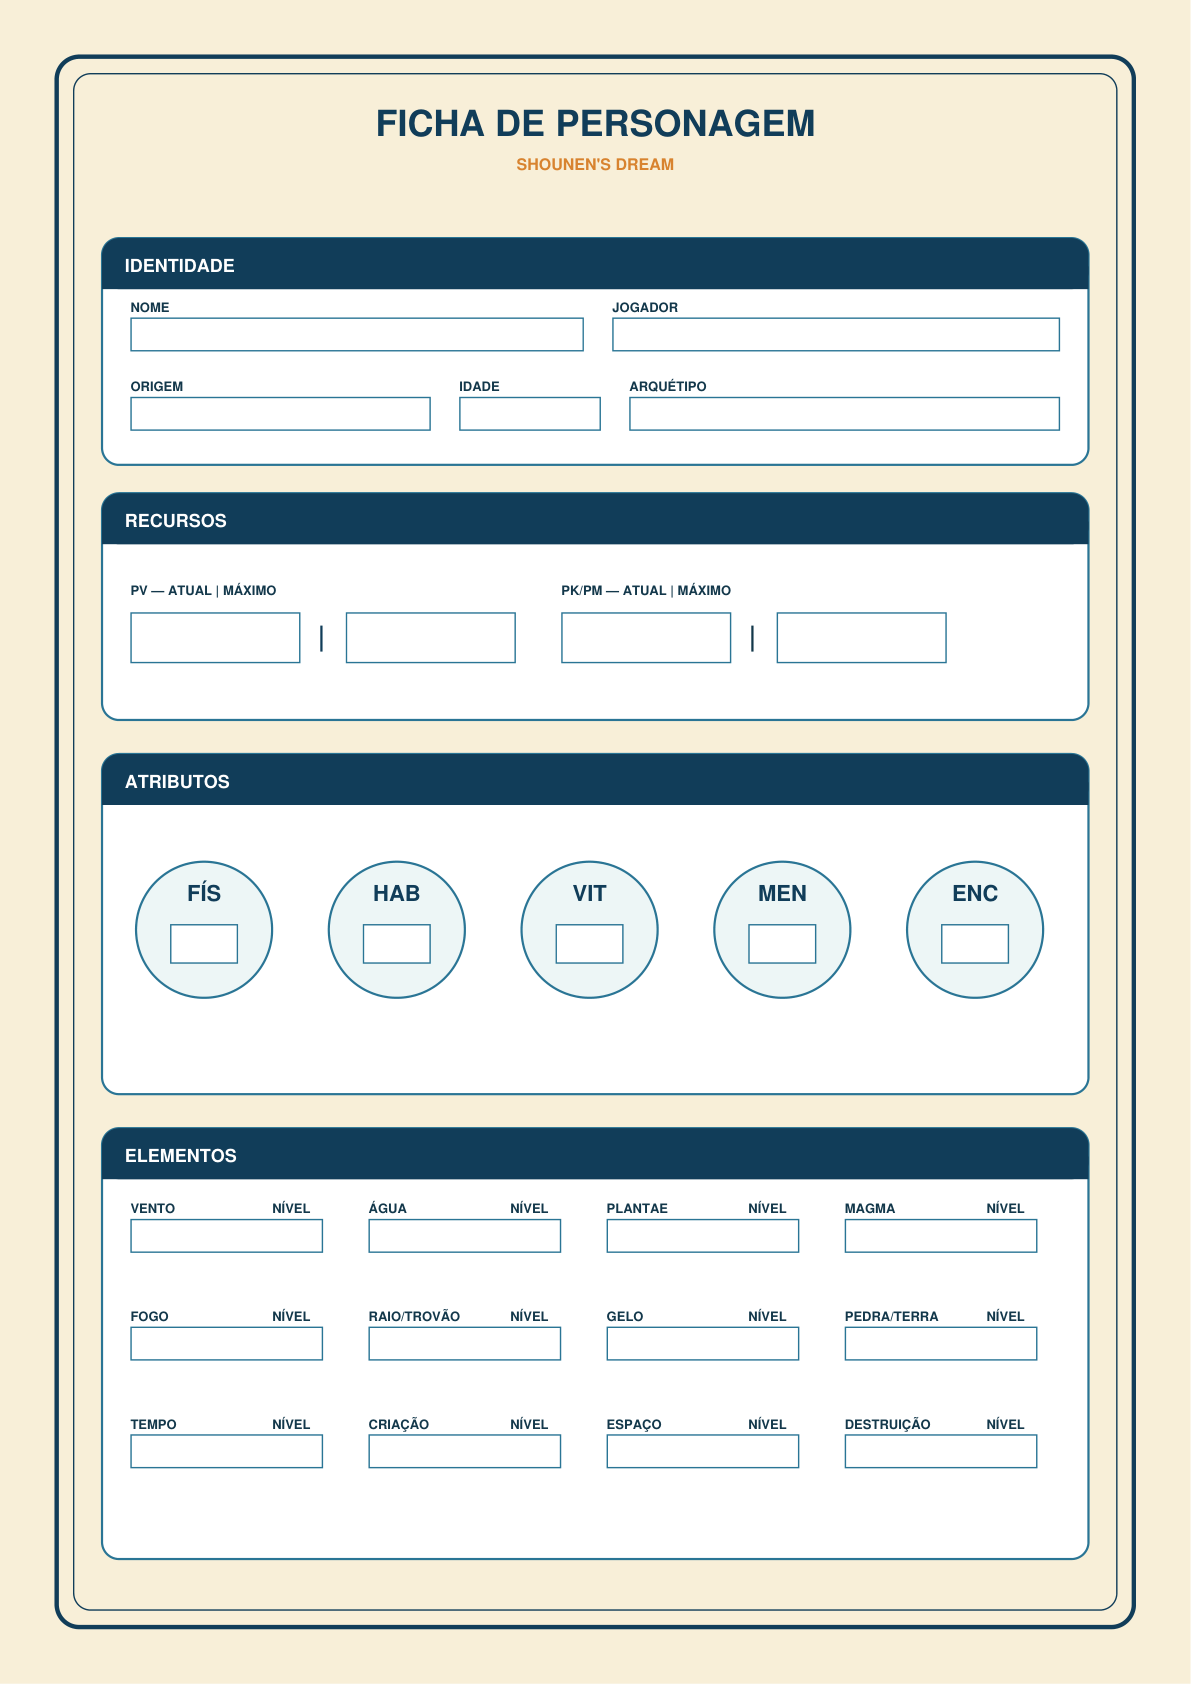 FICHA DE PERSONAGEM
SHOUNEN'S DREAM
IDENTIDADE
NOME JOGADOR
ORIGEM IDADE ARQUÉTIPO
RECURSOS
PV — ATUAL | MÁXIMO PK/PM — ATUAL | MÁXIMO
| |
ATRIBUTOS
FÍS HAB VIT MEN ENC
ELEMENTOS
VENTO NÍVEL ÁGUA NÍVEL PLANTAE NÍVEL MAGMA NÍVEL
FOGO NÍVEL RAIO/TROVÃO NÍVEL GELO NÍVEL PEDRA/TERRA NÍVEL
TEMPO NÍVEL CRIAÇÃO NÍVEL ESPAÇO NÍVEL DESTRUIÇÃO NÍVEL